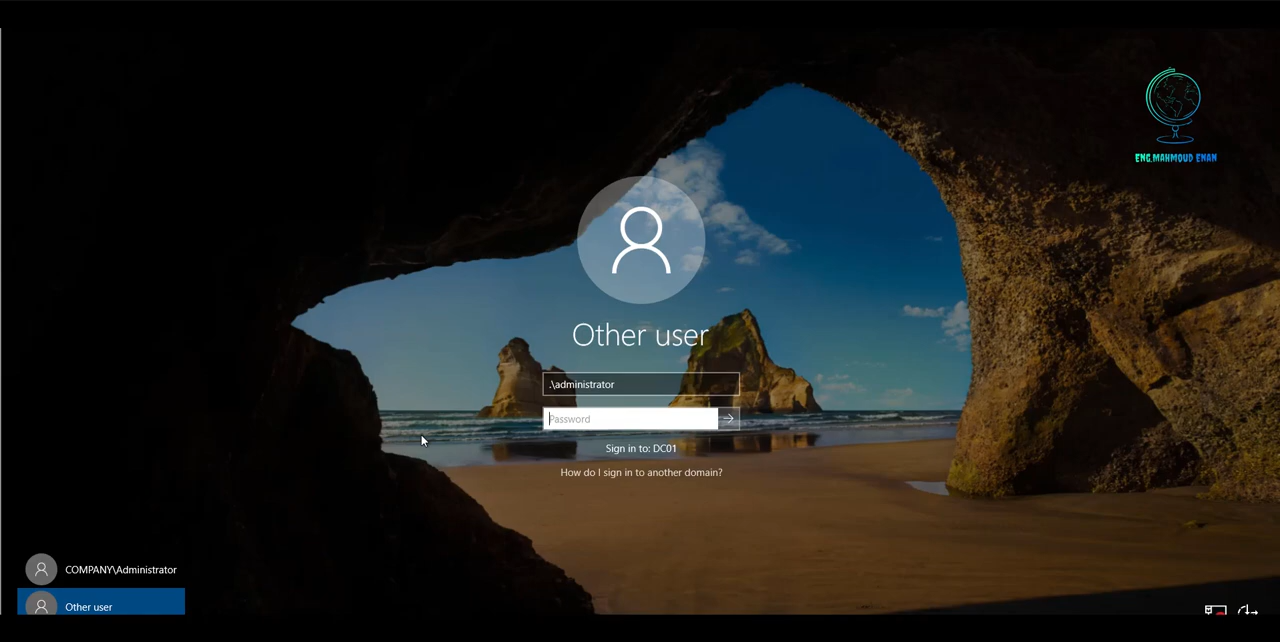 ENG.MAHMOUD ENAN
Other user
.\administrator
Password
Sign in to: DC01
How do I sign in to another domain?
COMPANY\Administrator
Other user